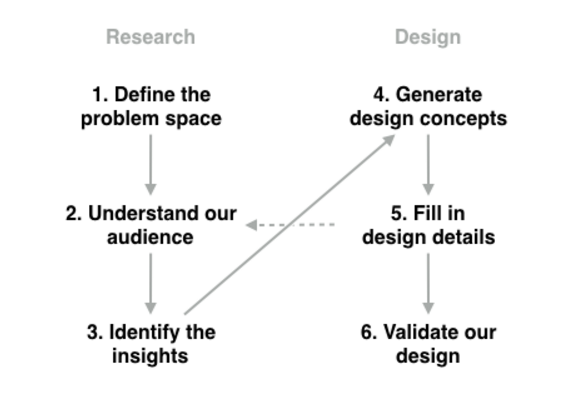 Research
Design
1. Define the
problem space
2. Understand our
audience
3. Identify the
insights
4. Generate
design concepts
5. Fill in
design details
6. Validate our
design